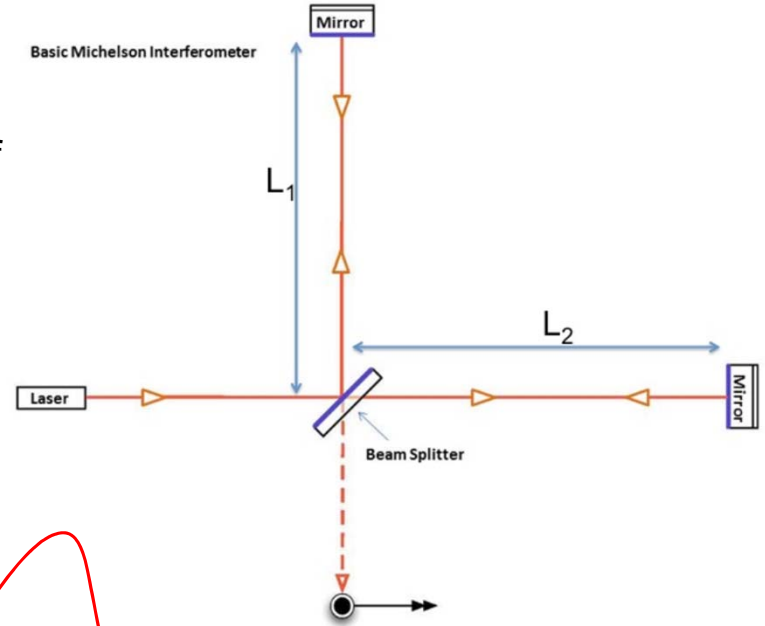 Mirror
Basic Michelson Interferometer
L1
L2
Laser
Mirror
Beam Splitter